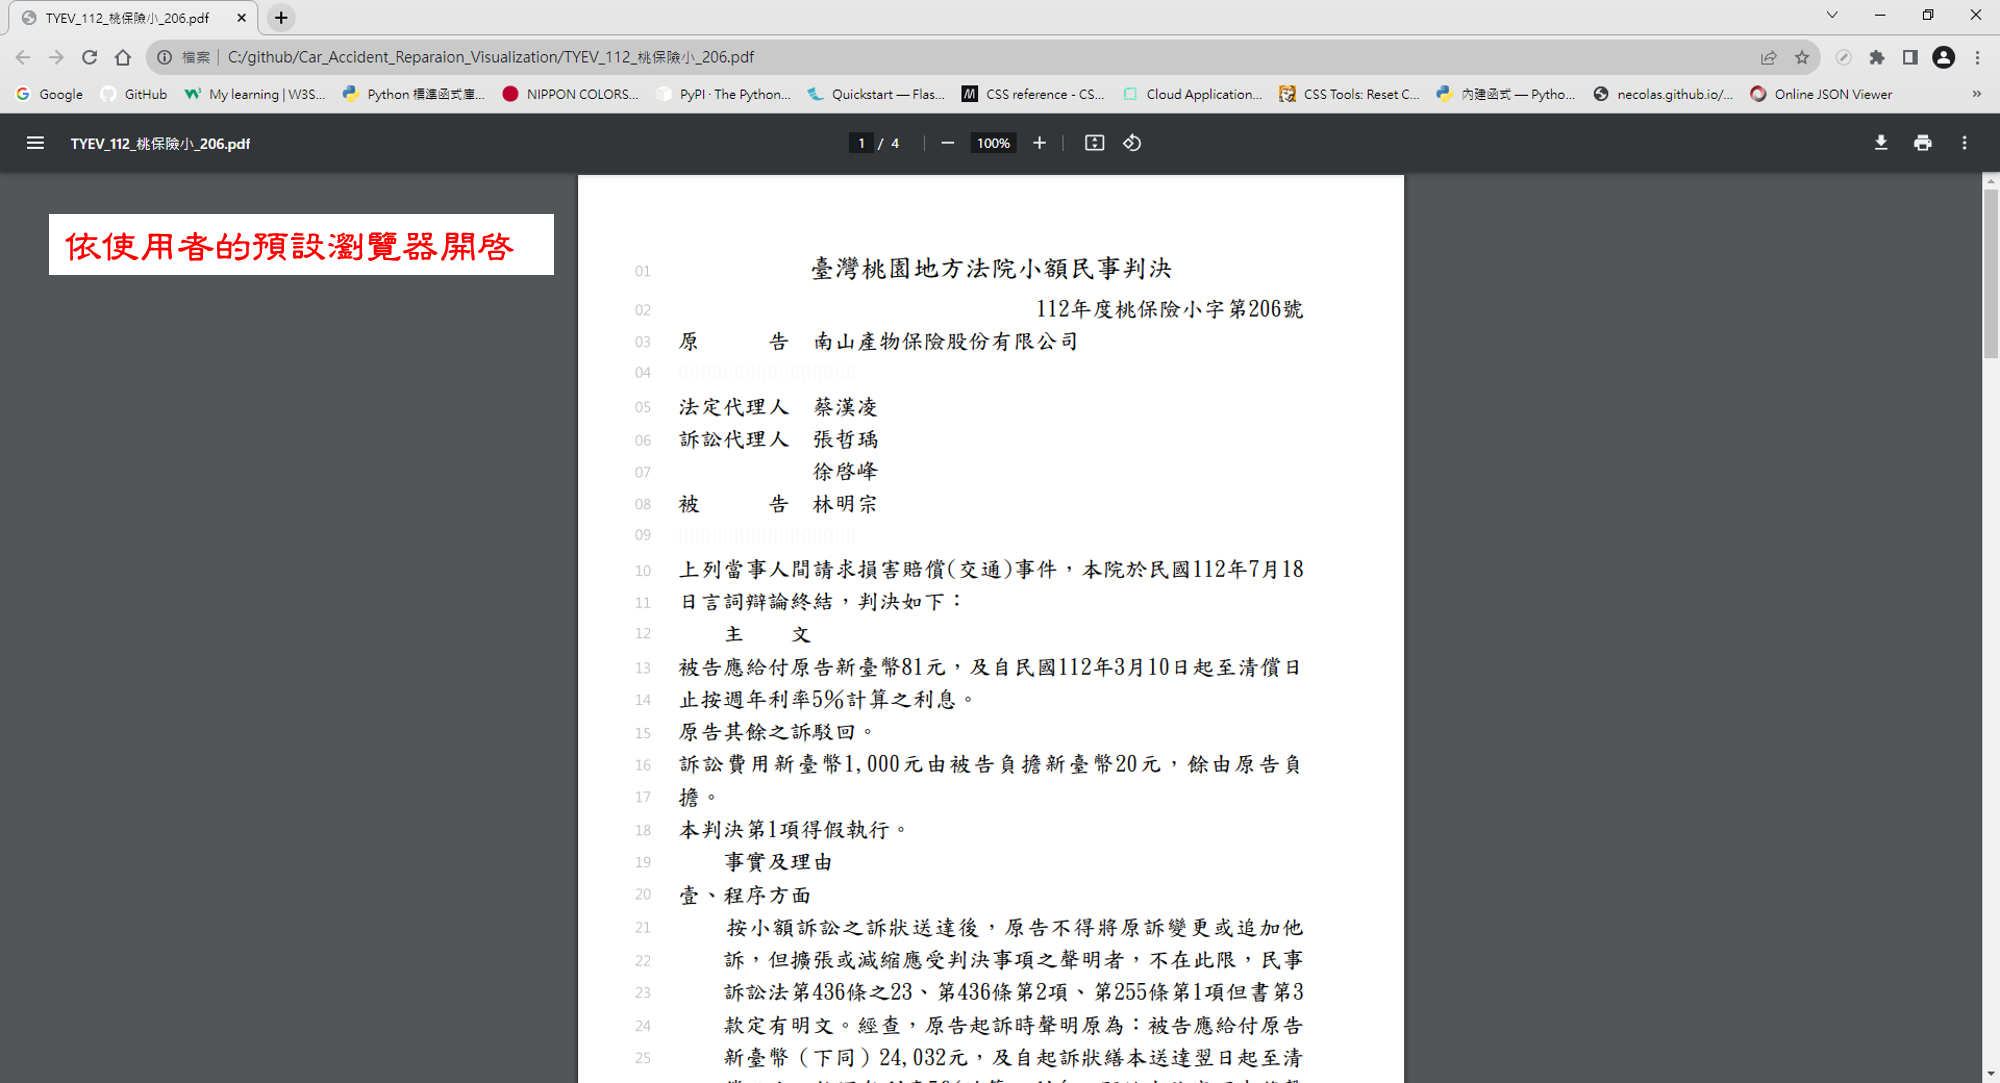 TYEV_112_桃保險小_206.pdf
檔案 C:/github/Car_Accident_Reparaion_Visualization/TYEV_112_桃保險小_206.pdf
Google GitHub My learning | W3S... Python 標準函式庫... NIPPON COLORS... PyPI · The Python... Quickstart — Flas... CSS reference - CS... Cloud Application... CSS Tools: Reset C... 內建函式 — Pytho... necolas.github.io/... Online JSON Viewer »
TYEV_112_桃保險小_206.pdf 1 / 4 100%
依使用者的預設瀏覽器開啓
01 臺灣桃園地方法院小額民事判決
02 112年度桃保險小字第206號
03 原 告 南山產物保險股份有限公司
04
05 法定代理人 蔡漢凌
06 訴訟代理人 張哲瑀
07 徐啓峰
08 被 告 林明宗
09
10 上列當事人間請求損害賠償(交通)事件，本院於民國112年7月18
11 日言詞辯論終結，判決如下：
12 主 文
13 被告應給付原告新臺幣81元，及自民國112年3月10日起至清償日
14 止按週年利率5%計算之利息。
15 原告其餘之訴駁回。
16 訴訟費用新臺幣1,000元由被告負擔新臺幣20元，餘由原告負
17 擔。
18 本判決第1項得假執行。
19 事實及理由
20 壹、程序方面
21 按小額訴訟之訴狀送達後，原告不得將原訴變更或追加他
22 訴，但擴張或減縮應受判決事項之聲明者，不在此限，民事
23 訴訟法第436條之23、第436條第2項、第255條第1項但書第3
24 款定有明文。經查，原告起訴時聲明原為：被告應給付原告
25 新臺幣（下同）24,032元，及自起訴狀繕本送達翌日起至清